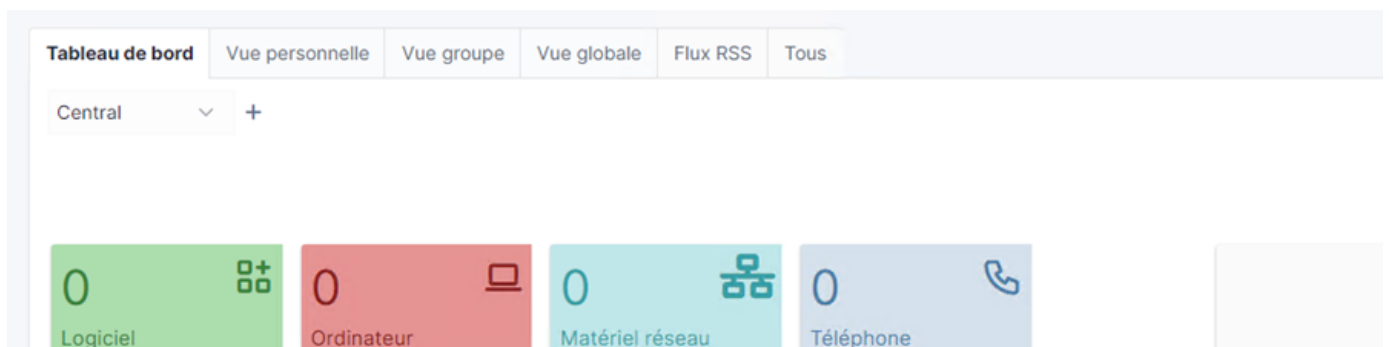 Tableau de bord Vue personnelle Vue groupe Vue globale Flux RSS Tous
Central
0 0 0 0
Logiciel Ordinateur Matériel réseau Téléphone